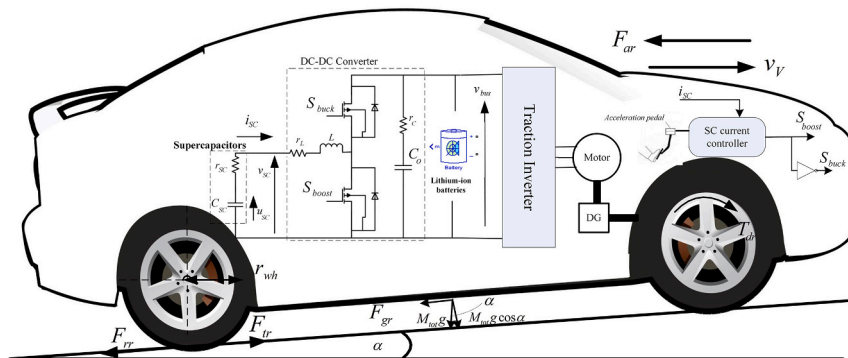 F_ar
v_V
DC-DC Converter
S_buck
i_SC
Supercapacitors
r_SC
C_SC
u_SC
v_SC
r_L
L
S_boost
r_C
C_o
Battery
Lithium-ion
batteries
v_bus
Traction Inverter
Motor
DG
i_SC
Acceleration pedal
SC current
controller
S_boost
S_buck
T_dr
r_wh
F_rr
F_tr
F_gr
M_tot g
M_tot g cos α
α
α